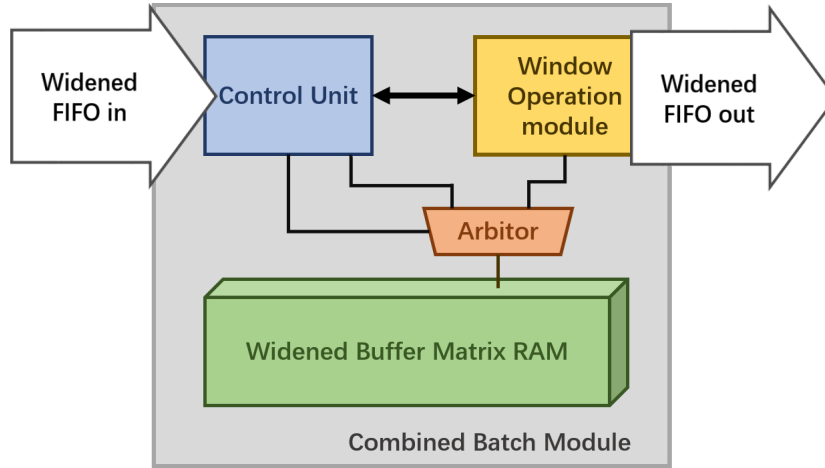 Widened
FIFO in
Control Unit
Window
Operation
module
Widened
FIFO out
Arbitor
Widened Buffer Matrix RAM
Combined Batch Module